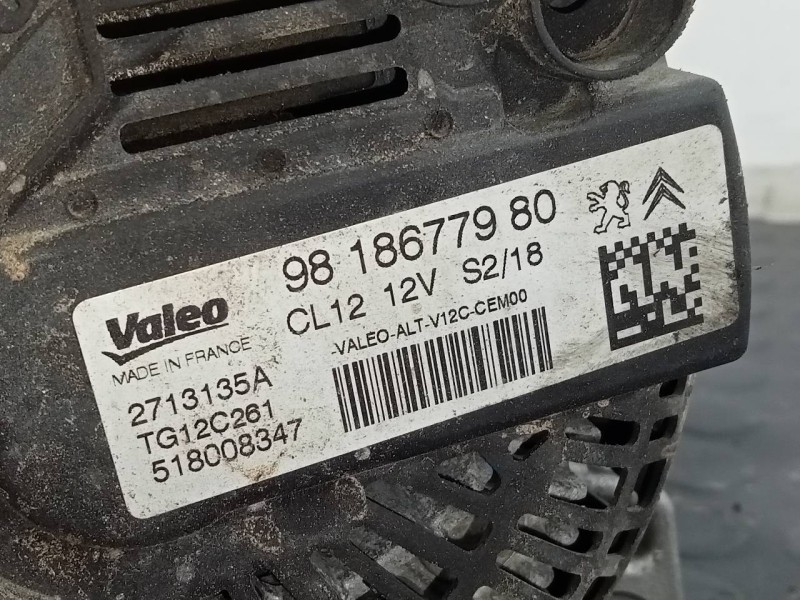 98 186779 80
CL12 12V S2/18
Valeo
MADE IN FRANCE
-VALEO-ALT-V12C-CEM00
2713135A
TG12C261
518008347